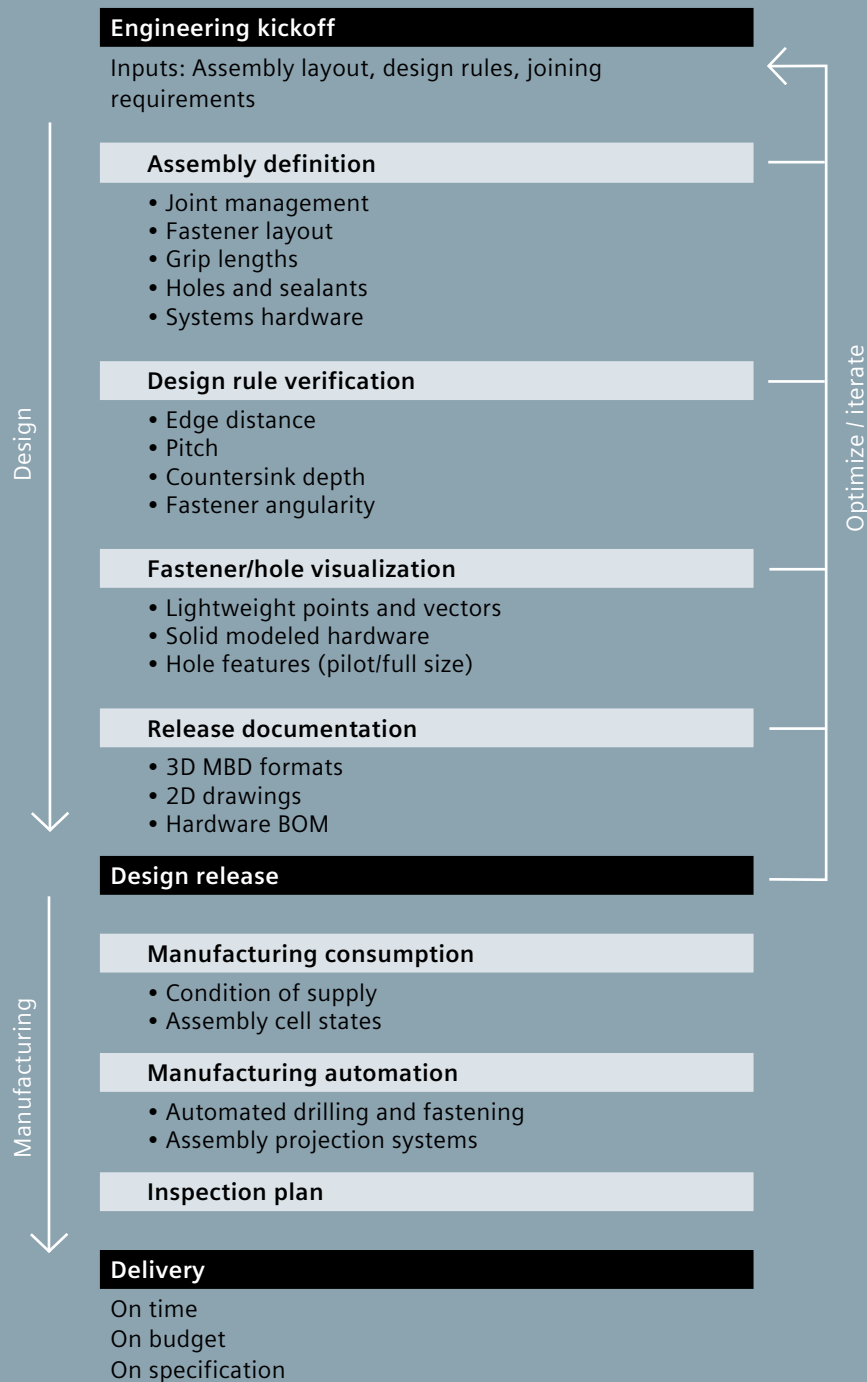 Engineering kickoff
Inputs: Assembly layout, design rules, joining
requirements
Design
Assembly definition
• Joint management
• Fastener layout
• Grip lengths
• Holes and sealants
• Systems hardware
Design rule verification
• Edge distance
• Pitch
• Countersink depth
• Fastener angularity
Fastener/hole visualization
• Lightweight points and vectors
• Solid modeled hardware
• Hole features (pilot/full size)
Release documentation
• 3D MBD formats
• 2D drawings
• Hardware BOM
Optimize / iterate
Design release
Manufacturing
Manufacturing consumption
• Condition of supply
• Assembly cell states
Manufacturing automation
• Automated drilling and fastening
• Assembly projection systems
Inspection plan
Delivery
On time
On budget
On specification